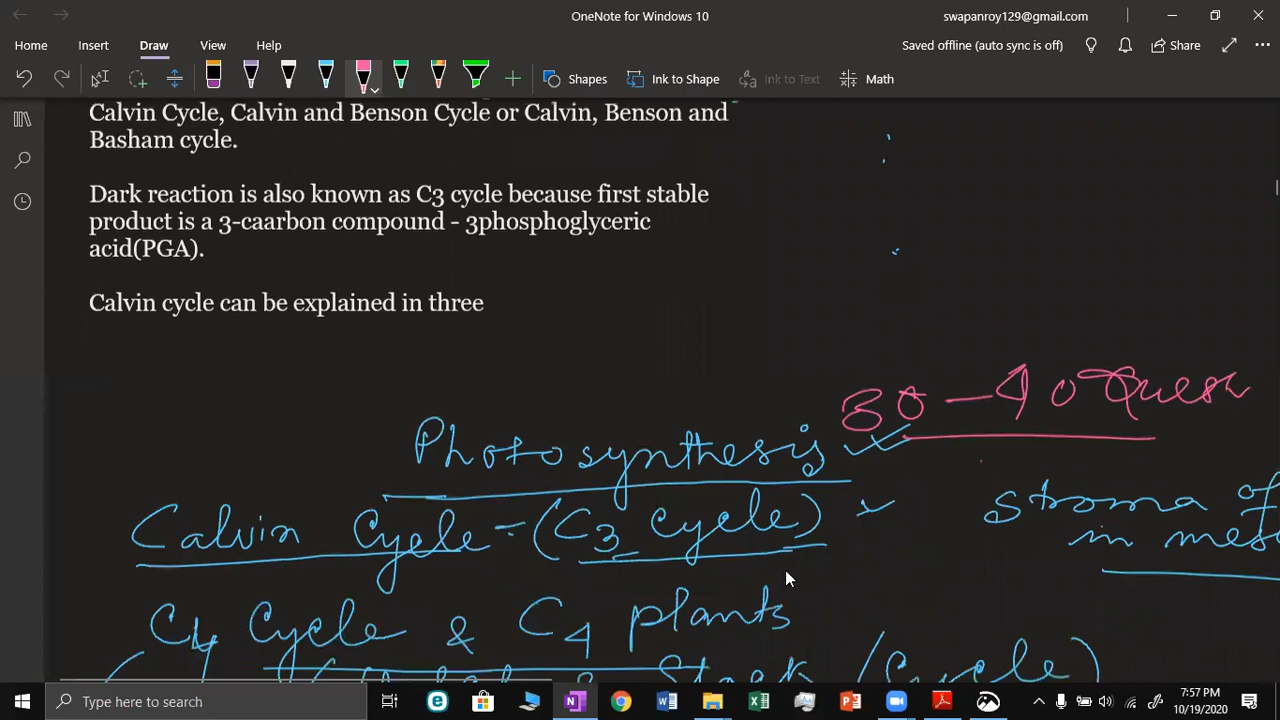 OneNote for Windows 10
swapanroy129@gmail.com
Home Insert Draw View Help
Saved offline (auto sync is off)
Share
Shapes
Ink to Shape
Ink to Text
Math
Calvin Cycle, Calvin and Benson Cycle or Calvin, Benson and
Basham cycle.
Dark reaction is also known as C3 cycle because first stable
product is a 3-caarbon compound - 3phosphoglyceric
acid(PGA).
Calvin cycle can be explained in three
30-40 Quesn
Photosynthesis
Calvin Cycle - (C3 cycle)
stroma of
in meso
C4 Cycle & C4 plants
& Slack (Cycle)
Type here to search
7:57 PM
10/19/2020